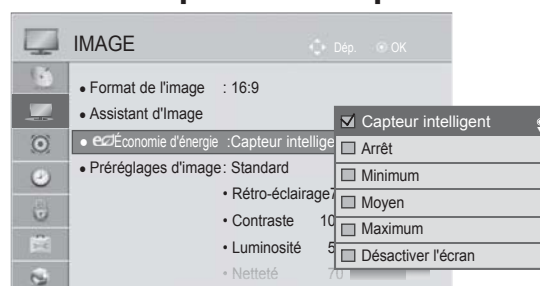 IMAGE
Dép. OK
• Format de l'image : 16:9
• Assistant d'Image
• Économie d'énergie :Capteur
• Préréglages d'image: Standard
• Rétro-éclairage
• Contraste
• Luminosité
• Netteté 70
Capteur intelligent
Arrêt
Minimum
Moyen
Maximum
Désactiver l'écran